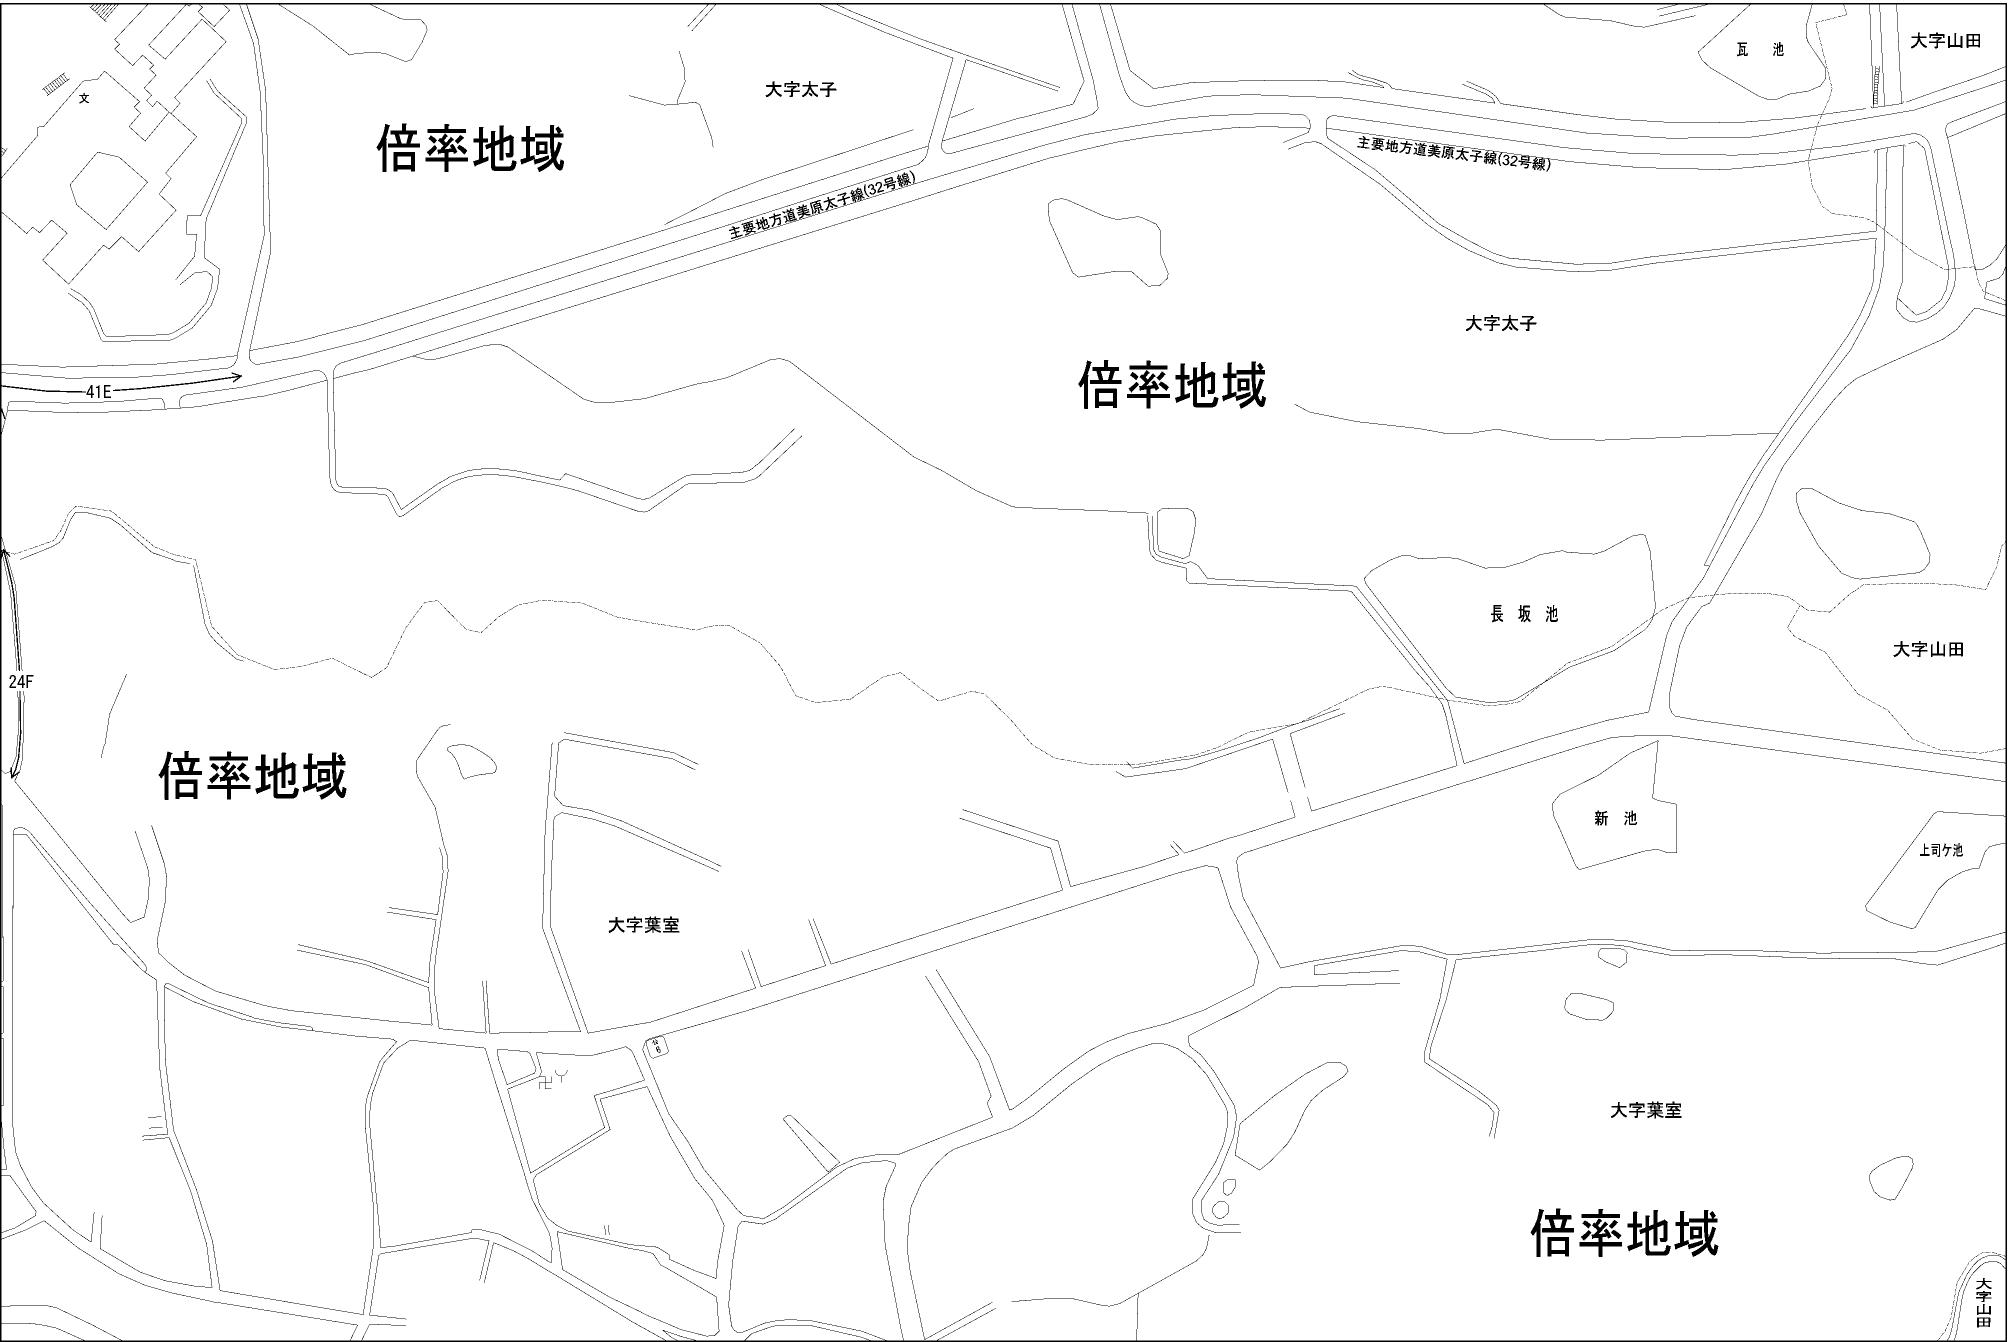 大字山田
瓦池
大字太子
文
倍率地域
主要地方道美原太子線(32号線)
主要地方道美原太子線(32号線)
大字太子
倍率地域
41E
長坂池
大字山田
24F
倍率地域
新池
上司ケ池
大字葉室
大字葉室
倍率地域
大字山田